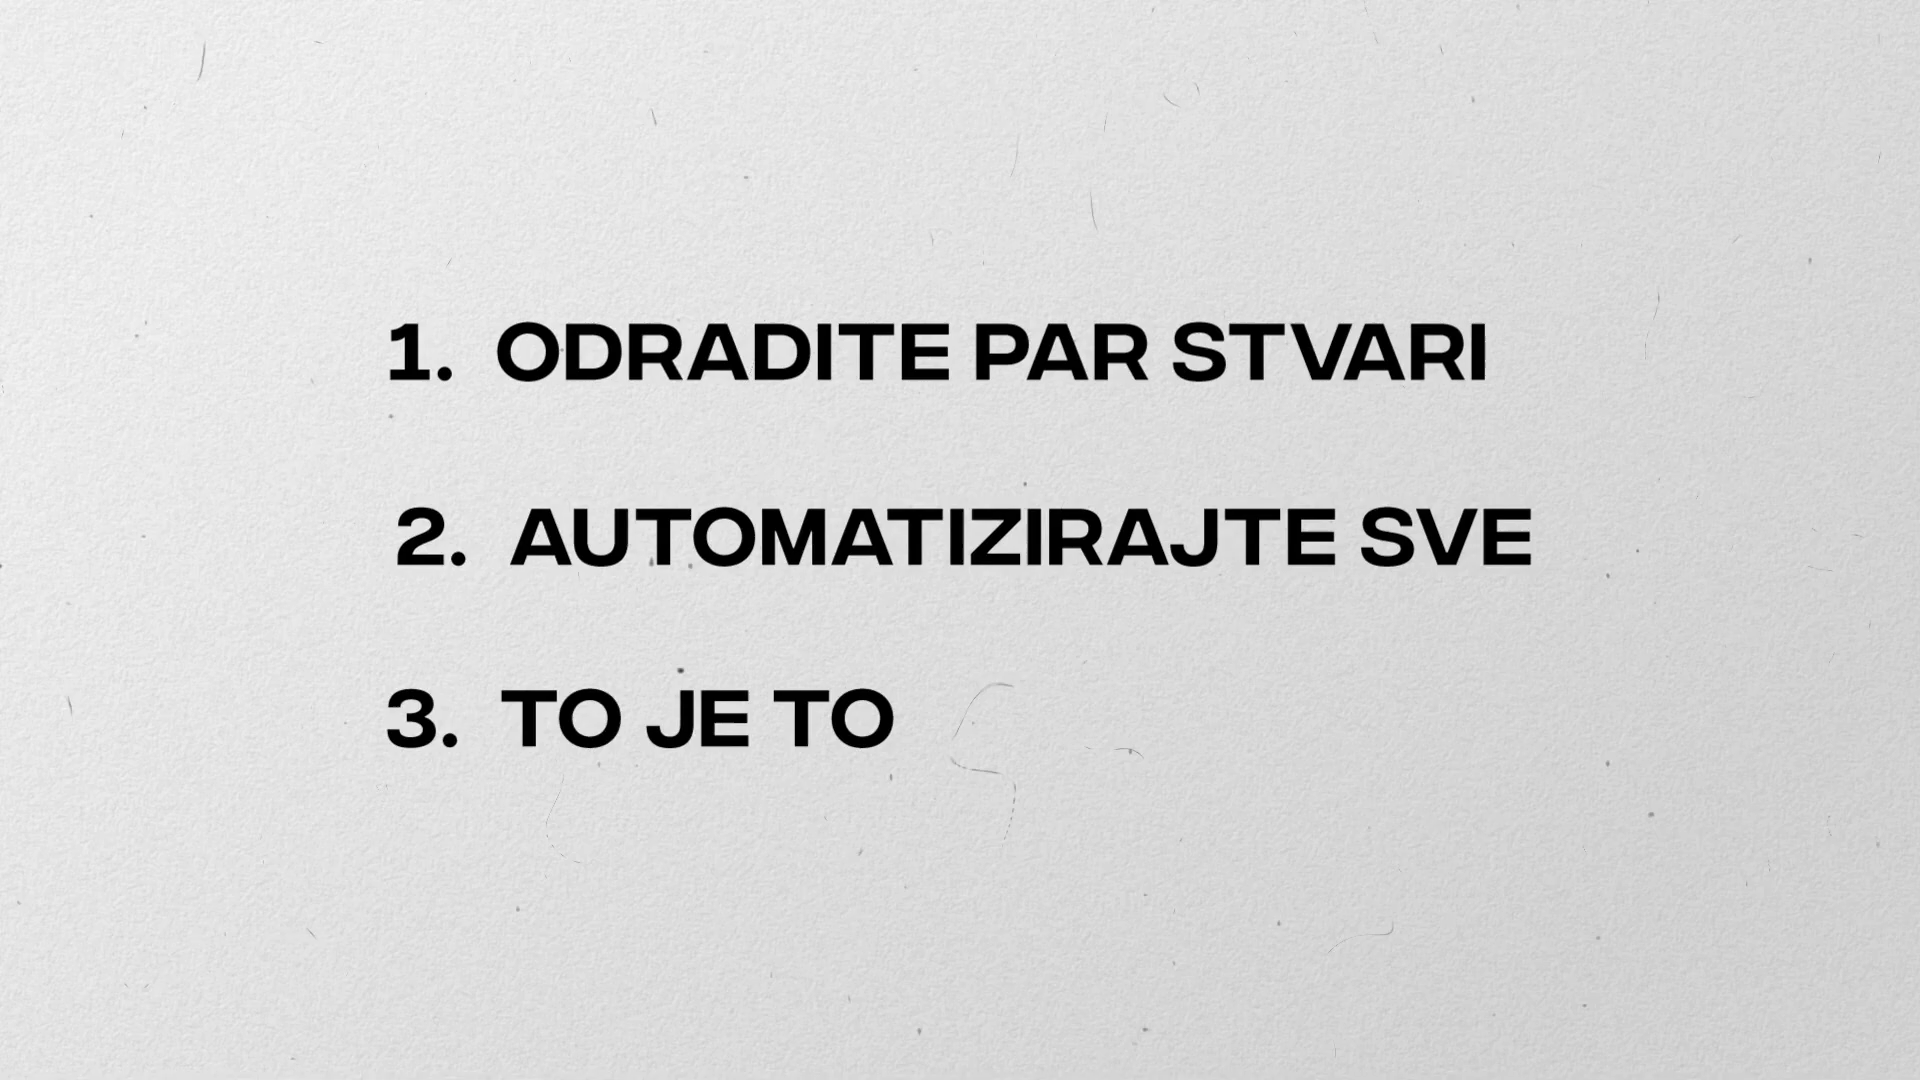 1. ODRADITE PAR STVARI
2. AUTOMATIZIRAJTE SVE
3. TO JE TO